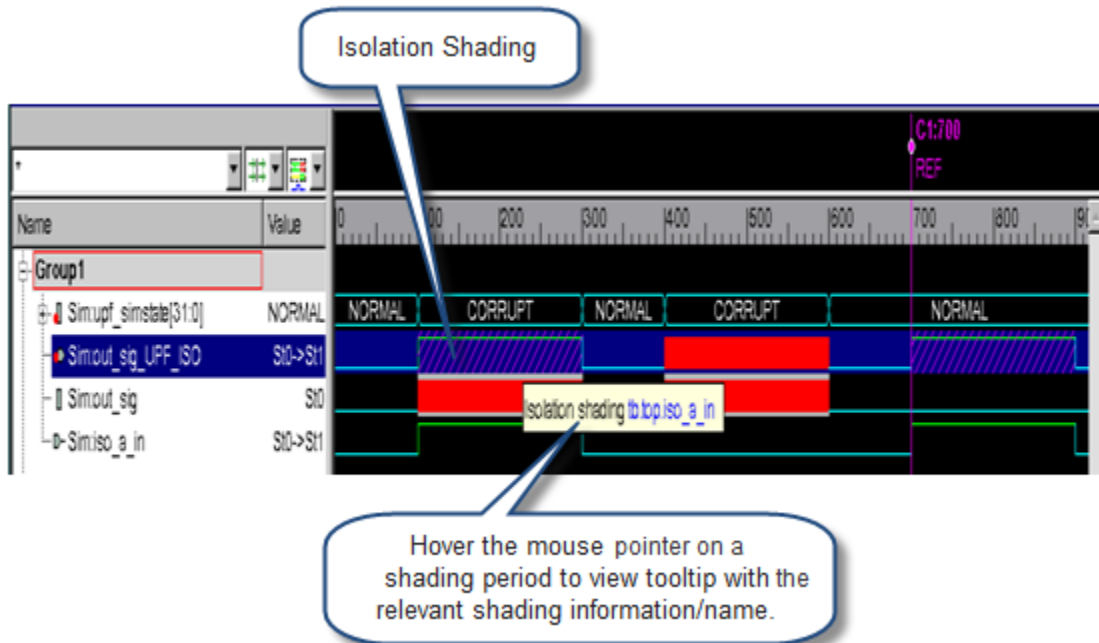 Isolation Shading
C1:700
REF
*
Name Value 0 00 200 300 400 500 600 700 800 90
Group1
Sim:upf_simstate[31:0] NORMAL NORMAL CORRUPT NORMAL CORRUPT NORMAL
Sim:out_sig_UPF_ISO St0->St1
Sim:out_sig St0
Isolation shading tb.top.iso_a_in
Sim:iso_a_in St0->St1
Hover the mouse pointer on a
shading period to view tooltip with the
relevant shading information/name.